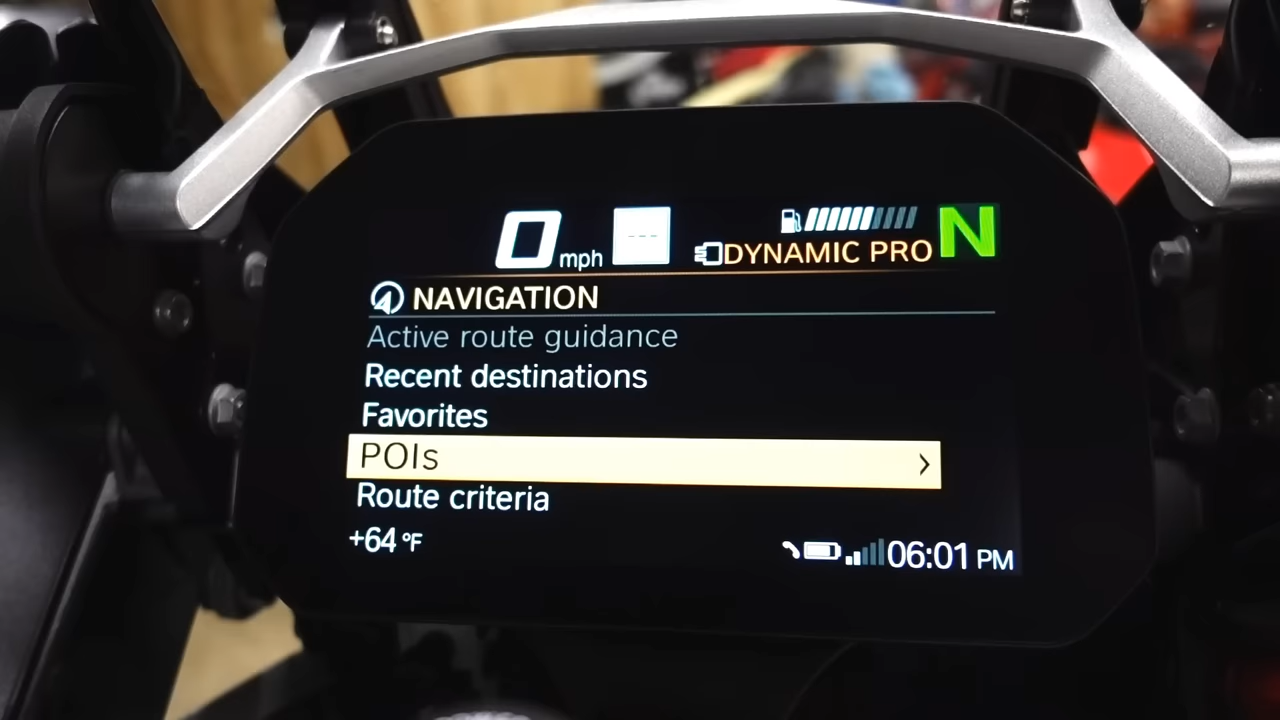 0 mph
---
DYNAMIC PRO N
NAVIGATION
Active route guidance
Recent destinations
Favorites
POIs
Route criteria
+64 °F
06:01 PM